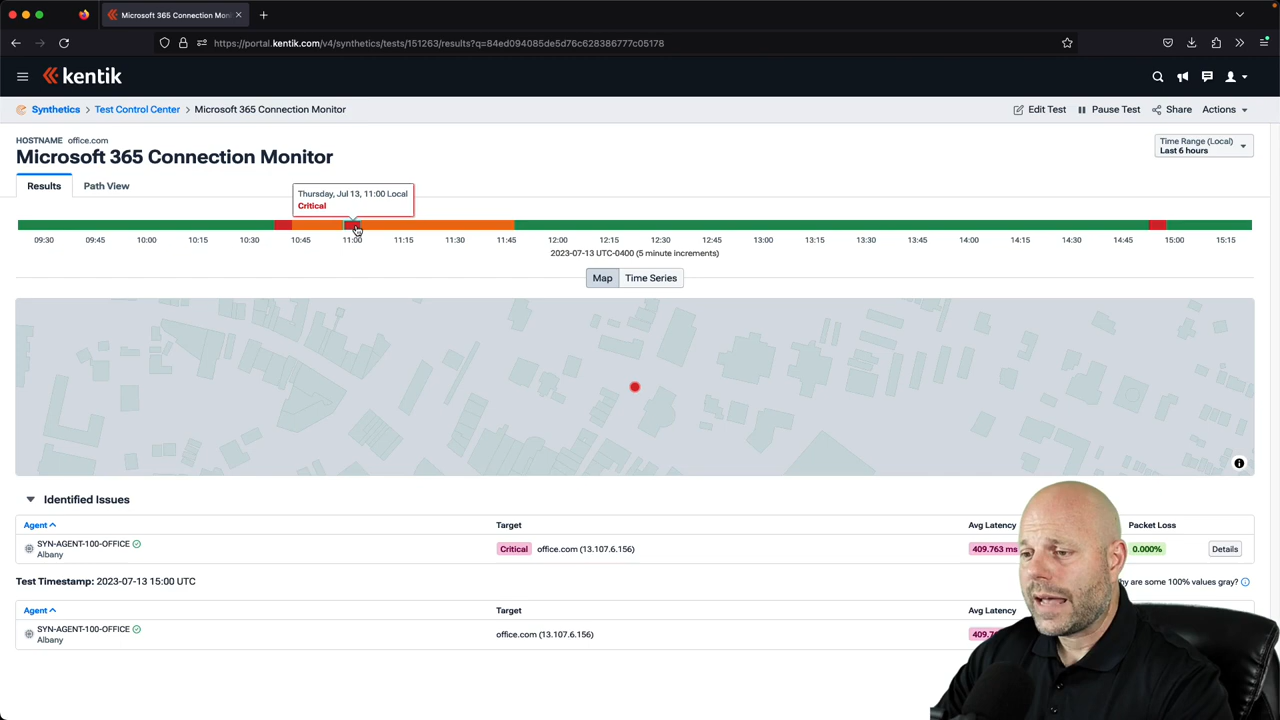 Microsoft 365 Connection Mon
https://portal.kentik.com/v4/synthetics/tests/151263/results?q=84ed094085de5d76c628386777c05178
kentik
Synthetics > Test Control Center > Microsoft 365 Connection Monitor
Edit Test Pause Test Share Actions
HOSTNAME office.com
Microsoft 365 Connection Monitor
Time Range (Local)
Last 6 hours
Results Path View
Thursday, Jul 13, 11:00 Local
Critical
09:30 09:45 10:00 10:15 10:30 10:45 11:00 11:15 11:30 11:45 12:00 12:15 12:30 12:45 13:00 13:15 13:30 13:45 14:00 14:15 14:30 14:45 15:00 15:15
2023-07-13 UTC-0400 (5 minute increments)
Map Time Series
Identified Issues
Agent Target Avg Latency Packet Loss
SYN-AGENT-100-OFFICE
Albany
Critical office.com (13.107.6.156) 409.763 ms 0.000% Details
Test Timestamp: 2023-07-13 15:00 UTC
are some 100% values gray?
Agent Target Avg Latency
SYN-AGENT-100-OFFICE
Albany
office.com (13.107.6.156)